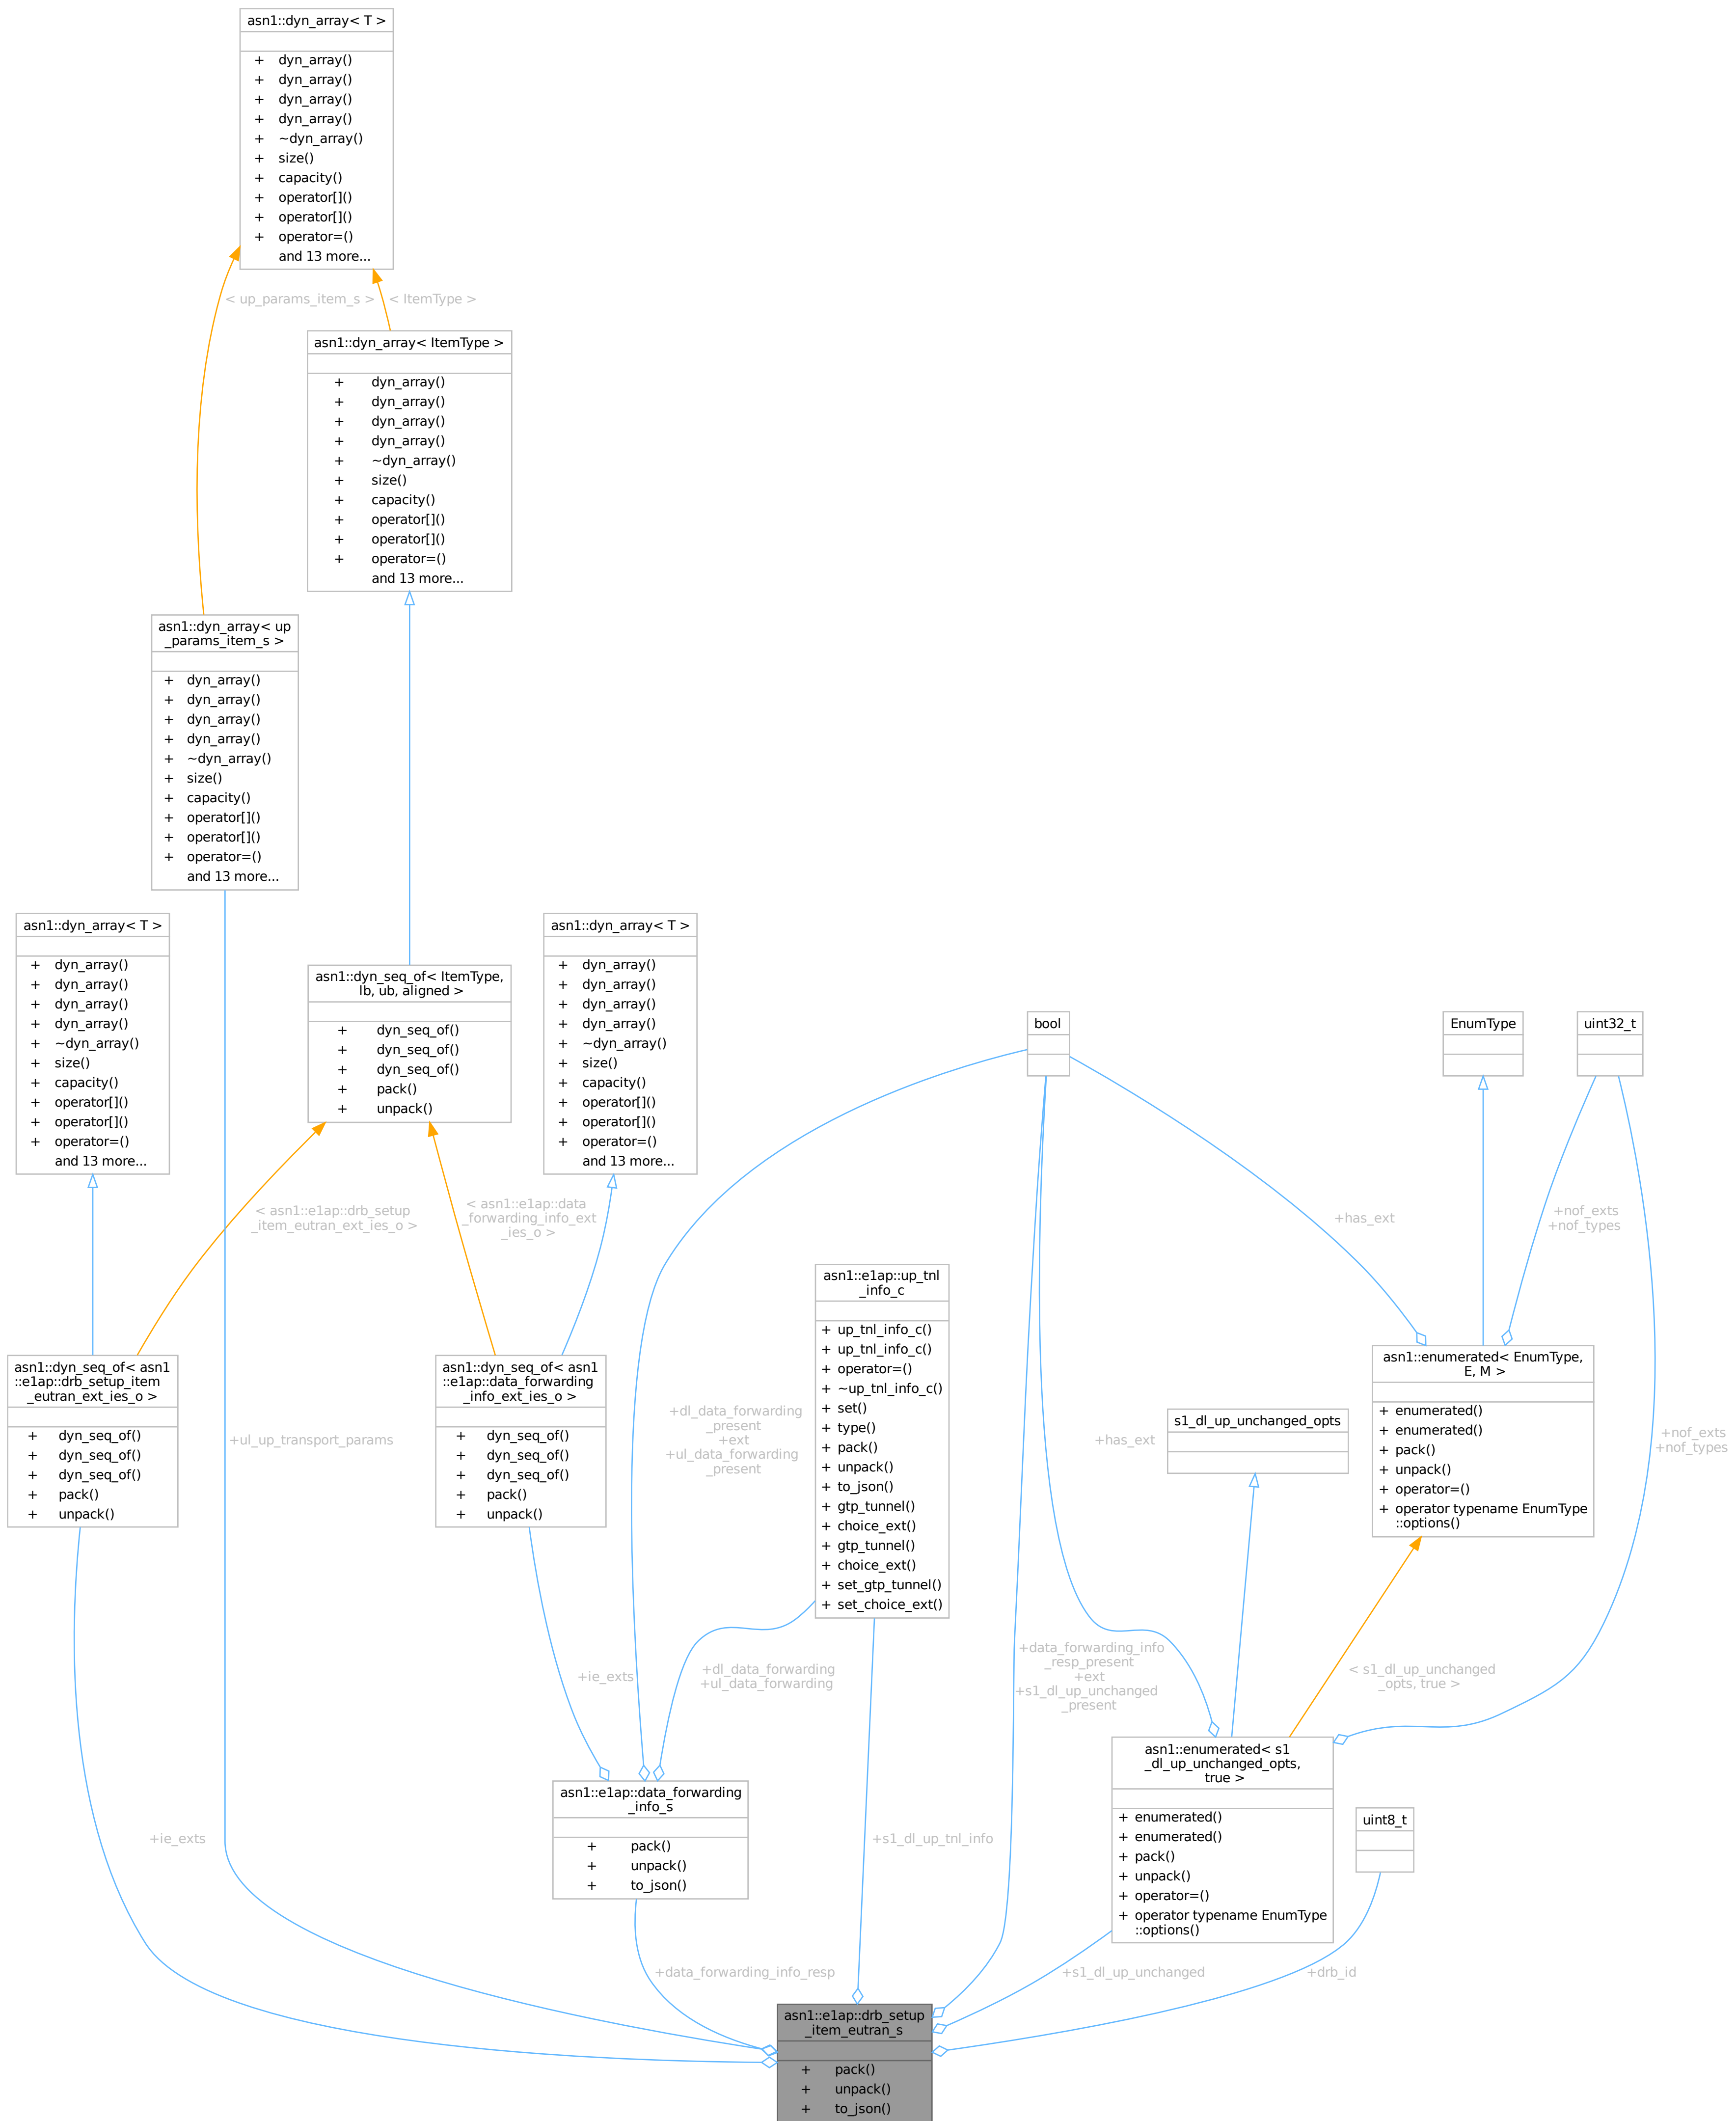 asn1::dyn_array< T >
+ dyn_array()
+ dyn_array()
+ dyn_array()
+ dyn_array()
+ ~dyn_array()
+ size()
+ capacity()
+ operator[]()
+ operator[]()
+ operator=()
and 13 more...
< up_params_item_s >
< ItemType >
asn1::dyn_array< ItemType >
+ dyn_array()
+ dyn_array()
+ dyn_array()
+ dyn_array()
+ ~dyn_array()
+ size()
+ capacity()
+ operator[]()
+ operator[]()
+ operator=()
and 13 more...
asn1::dyn_array< up
_params_item_s >
+ dyn_array()
+ dyn_array()
+ dyn_array()
+ dyn_array()
+ ~dyn_array()
+ size()
+ capacity()
+ operator[]()
+ operator[]()
+ operator=()
and 13 more...
asn1::dyn_array< T >
+ dyn_array()
+ dyn_array()
+ dyn_array()
+ dyn_array()
+ ~dyn_array()
+ size()
+ capacity()
+ operator[]()
+ operator[]()
+ operator=()
and 13 more...
asn1::dyn_seq_of< ItemType,
lb, ub, aligned >
+ dyn_seq_of()
+ dyn_seq_of()
+ dyn_seq_of()
+ pack()
+ unpack()
asn1::dyn_array< T >
+ dyn_array()
+ dyn_array()
+ dyn_array()
+ dyn_array()
+ ~dyn_array()
+ size()
+ capacity()
+ operator[]()
+ operator[]()
+ operator=()
and 13 more...
bool
EnumType
uint32_t
< asn1::e1ap::drb_setup
_item_eutran_ext_ies_o >
< asn1::e1ap::data
_forwarding_info_ext
_ies_o >
+has_ext
+nof_exts
+nof_types
asn1::e1ap::up_tnl
_info_c
+ up_tnl_info_c()
+ up_tnl_info_c()
+ operator=()
+ ~up_tnl_info_c()
+ set()
+ type()
+ pack()
+ unpack()
+ to_json()
+ gtp_tunnel()
+ choice_ext()
+ gtp_tunnel()
+ choice_ext()
+ set_gtp_tunnel()
+ set_choice_ext()
asn1::dyn_seq_of< asn1
::e1ap::drb_setup_item
_eutran_ext_ies_o >
+ dyn_seq_of()
+ dyn_seq_of()
+ dyn_seq_of()
+ pack()
+ unpack()
+ul_up_transport_params
asn1::dyn_seq_of< asn1
::e1ap::data_forwarding
_info_ext_ies_o >
+ dyn_seq_of()
+ dyn_seq_of()
+ dyn_seq_of()
+ pack()
+ unpack()
+dl_data_forwarding
_present
+ext
+ul_data_forwarding
_present
+has_ext
s1_dl_up_unchanged_opts
asn1::enumerated< EnumType,
E, M >
+ enumerated()
+ enumerated()
+ pack()
+ unpack()
+ operator=()
+ operator typename EnumType
::options()
+nof_exts
+nof_types
+ie_exts
+dl_data_forwarding
+ul_data_forwarding
+data_forwarding_info
_resp_present
+ext
+s1_dl_up_unchanged
_present
< s1_dl_up_unchanged
_opts, true >
asn1::e1ap::data_forwarding
_info_s
+ pack()
+ unpack()
+ to_json()
asn1::enumerated< s1
_dl_up_unchanged_opts,
true >
+ enumerated()
+ enumerated()
+ pack()
+ unpack()
+ operator=()
+ operator typename EnumType
::options()
uint8_t
+ie_exts
+s1_dl_up_tnl_info
+data_forwarding_info_resp
+s1_dl_up_unchanged
+drb_id
asn1::e1ap::drb_setup
_item_eutran_s
+ pack()
+ unpack()
+ to_json()